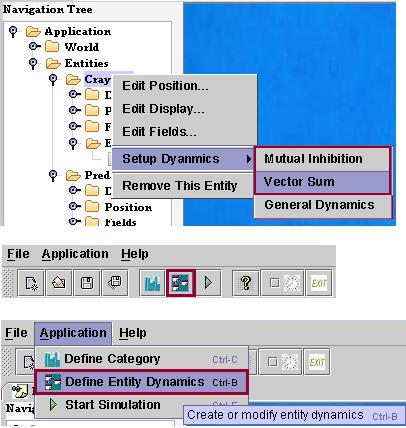 Navigation Tree
Application
World
Entities
Cray
Edit Position...
Edit Display...
Edit Fields...
Setup Dyanmics
Mutual Inhibition
Vector Sum
Remove This Entity
General Dynamics
Pred
D
Position
Fields
File Application Help
? EXIT
File Application Help
Define Category Ctrl-C
EXIT
Define Entity Dynamics Ctrl-B
Start Simulation
Create or modify entity dynamics Ctrl-B